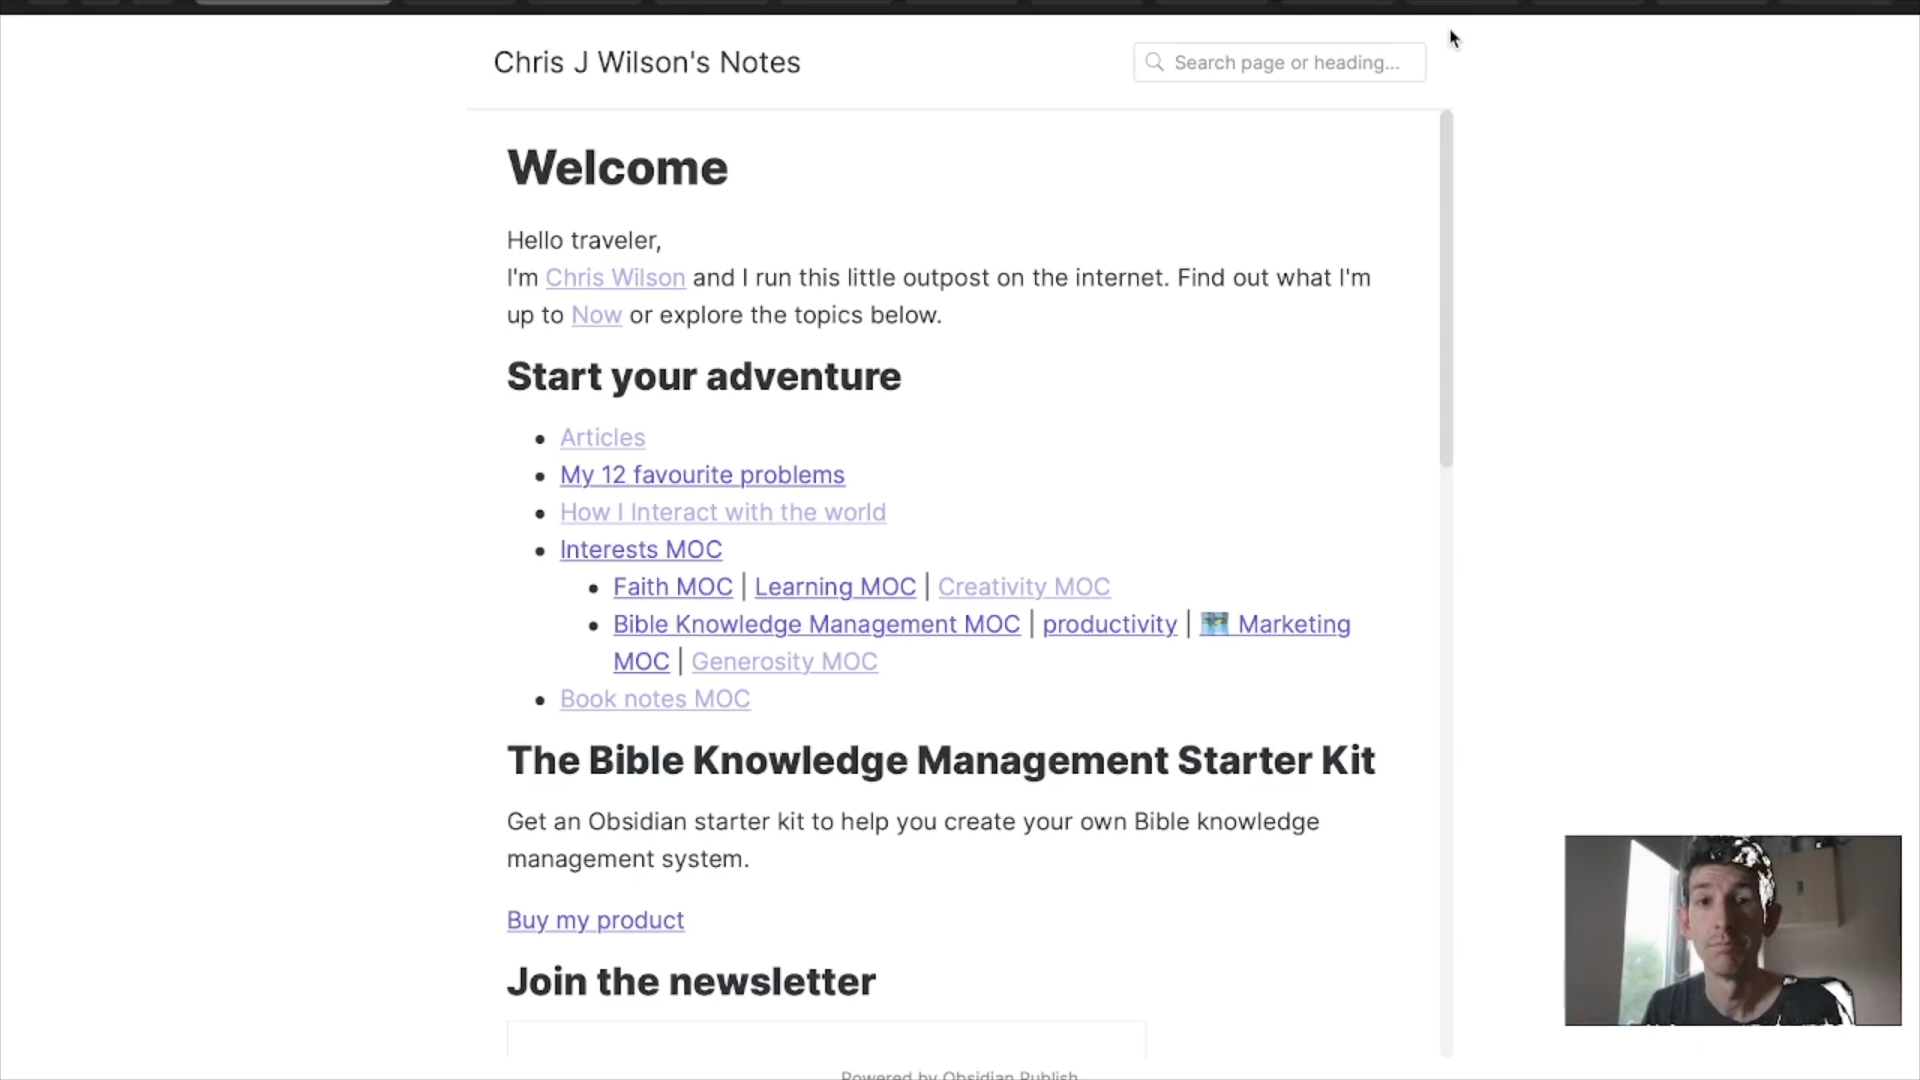 Chris J Wilson's Notes
Search page or heading...
Welcome
Hello traveler,
I'm Chris Wilson and I run this little outpost on the internet. Find out what I'm
up to Now or explore the topics below.
Start your adventure
Articles
My 12 favourite problems
How I Interact with the world
Interests MOC
Faith MOC | Learning MOC | Creativity MOC
Bible Knowledge Management MOC | productivity | Marketing
MOC | Generosity MOC
Book notes MOC
The Bible Knowledge Management Starter Kit
Get an Obsidian starter kit to help you create your own Bible knowledge
management system.
Buy my product
Join the newsletter
Powered by Obsidian Publish